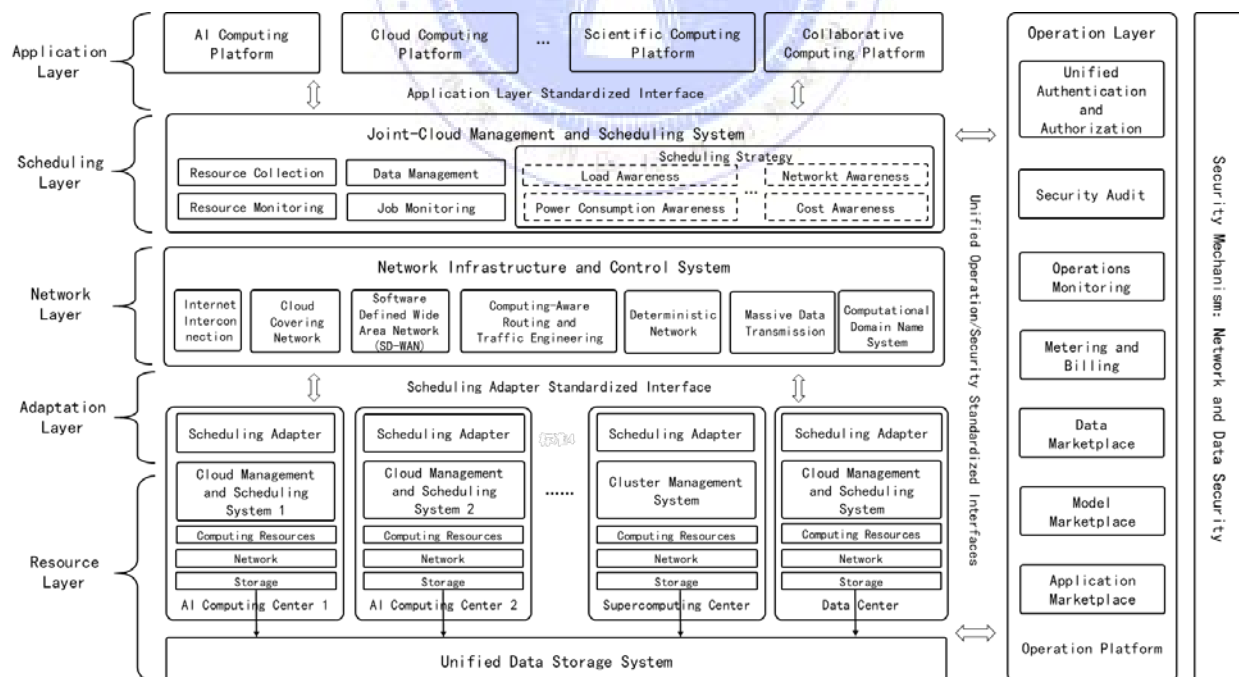 Application
Layer
AI Computing
Platform
Cloud Computing
Platform
...
Scientific Computing
Platform
Collaborative
Computing Platform
Application Layer Standardized Interface
Scheduling
Layer
Joint-Cloud Management and Scheduling System
Resource Collection
Data Management
Resource Monitoring
Job Monitoring
Scheduling Strategy
Load Awareness
Networkt Awareness
...
Power Consumption Awareness
Cost Awareness
Network
Layer
Network Infrastructure and Control System
Internet
Intercon
nection
Cloud
Covering
Network
Software
Defined Wide
Area Network
(SD-WAN)
Computing-Aware
Routing and
Traffic Engineering
Deterministic
Network
Massive Data
Transmission
Computational
Domain Name
System
Adaptation
Layer
Scheduling Adapter Standardized Interface
Scheduling Adapter
Scheduling Adapter
Scheduling Adapter
Scheduling Adapter
Resource
Layer
Cloud Management
and Scheduling
System 1
Computing Resources
Network
Storage
AI Computing Center 1
Cloud Management
and Scheduling
System 2
Computing Resources
Network
Storage
AI Computing Center 2
......
Cluster Management
System
Computing Resources
Network
Storage
Supercomputing Center
Cloud Management
and Scheduling
System
Computing Resources
Network
Storage
Data Center
Unified Data Storage System
Unified Operation/Security Standardized Interfaces
Operation Layer
Unified
Authentication
and
Authorization
Security Audit
Operations
Monitoring
Metering and
Billing
Data
Marketplace
Model
Marketplace
Application
Marketplace
Operation Platform
Security Mechanism: Network and Data Security